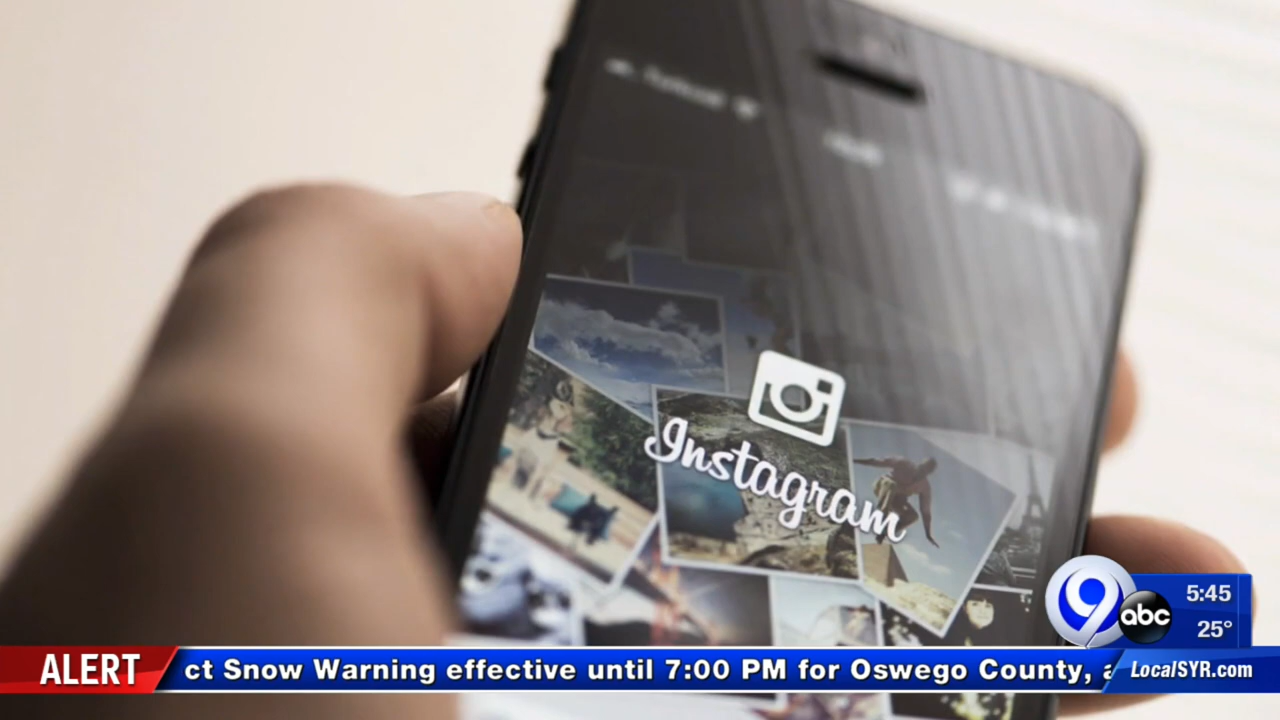 Instagram
9
abc
5:45
25°
ALERT
ct Snow Warning effective until 7:00 PM for Oswego County, a
LocalSYR.com